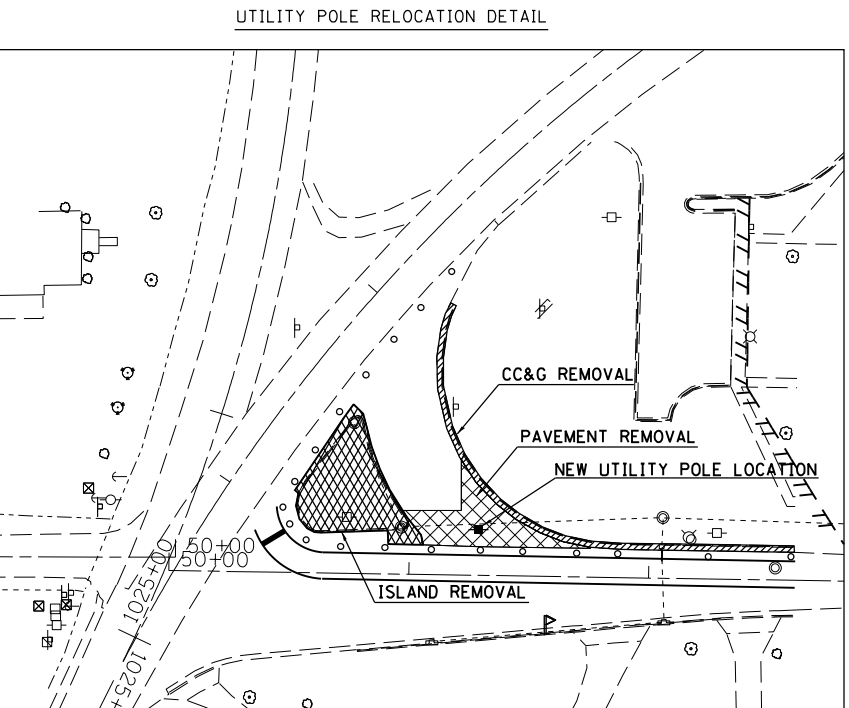 UTILITY POLE RELOCATION DETAIL
CC&G REMOVAL
PAVEMENT REMOVAL
NEW UTILITY POLE LOCATION
50+00
50+00
1025+00
ISLAND REMOVAL
1025+